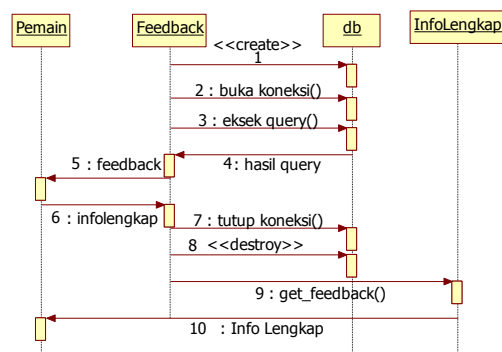 Pemain
Feedback
db
InfoLengkap
<<create>>
1
2 : buka koneksi()
3 : eksek query()
4 : hasil query
5 : feedback
6 : infolengkap
7 : tutup koneksi()
8 <<destroy>>
9 : get_feedback()
10 : Info Lengkap